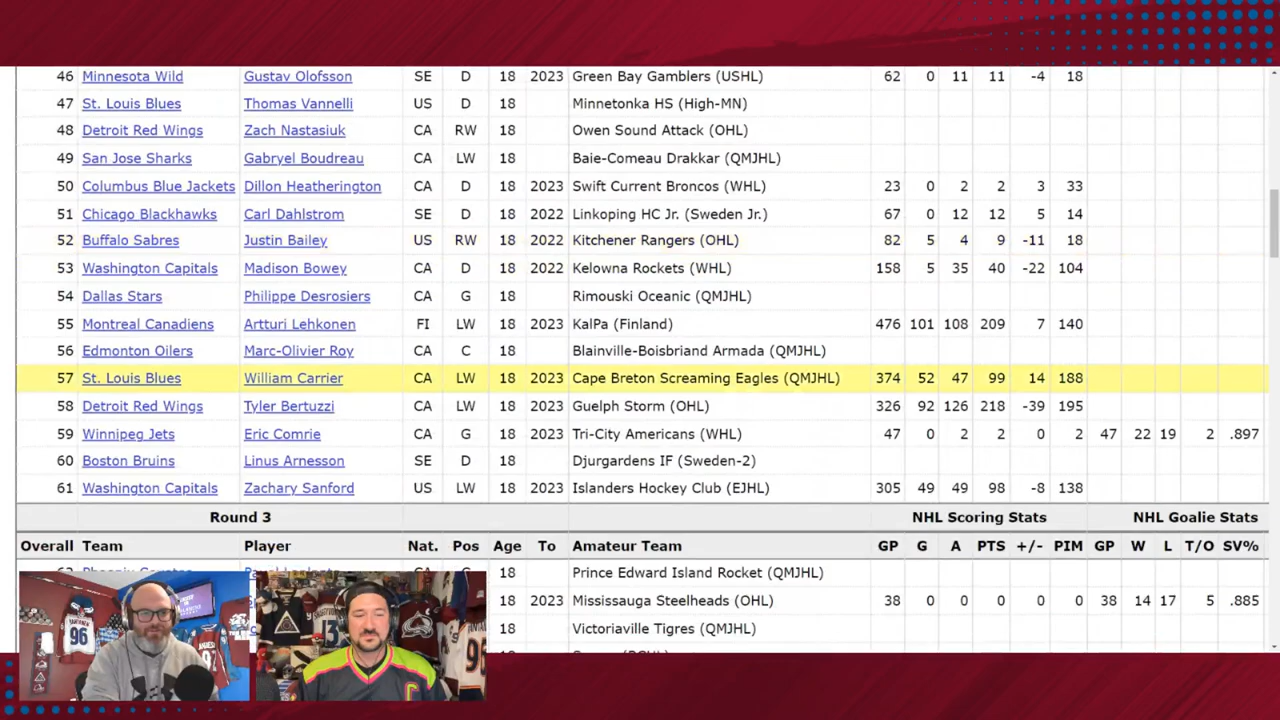 46 Minnesota Wild Gustav Olofsson SE D 18 2023 Green Bay Gamblers (USHL) 62 0 11 11 -4 18
47 St. Louis Blues Thomas Vannelli US D 18 Minnetonka HS (High-MN)
48 Detroit Red Wings Zach Nastasiuk CA RW 18 Owen Sound Attack (OHL)
49 San Jose Sharks Gabryel Boudreau CA LW 18 Baie-Comeau Drakkar (QMJHL)
50 Columbus Blue Jackets Dillon Heatherington CA D 18 2023 Swift Current Broncos (WHL) 23 0 2 2 3 33
51 Chicago Blackhawks Carl Dahlstrom SE D 18 2022 Linkoping HC Jr. (Sweden Jr.) 67 0 12 12 5 14
52 Buffalo Sabres Justin Bailey US RW 18 2022 Kitchener Rangers (OHL) 82 5 4 9 -11 18
53 Washington Capitals Madison Bowey CA D 18 2022 Kelowna Rockets (WHL) 158 5 35 40 -22 104
54 Dallas Stars Philippe Desrosiers CA G 18 Rimouski Oceanic (QMJHL)
55 Montreal Canadiens Artturi Lehkonen FI LW 18 2023 KalPa (Finland) 476 101 108 209 7 140
56 Edmonton Oilers Marc-Olivier Roy CA C 18 Blainville-Boisbriand Armada (QMJHL)
57 St. Louis Blues William Carrier CA LW 18 2023 Cape Breton Screaming Eagles (QMJHL) 374 52 47 99 14 188
58 Detroit Red Wings Tyler Bertuzzi CA LW 18 2023 Guelph Storm (OHL) 326 92 126 218 -39 195
59 Winnipeg Jets Eric Comrie CA G 18 2023 Tri-City Americans (WHL) 47 0 2 2 0 2 47 22 19 2 .897
60 Boston Bruins Linus Arnesson SE D 18 Djurgardens IF (Sweden-2)
61 Washington Capitals Zachary Sanford US LW 18 2023 Islanders Hockey Club (EJHL) 305 49 49 98 -8 138
Round 3 NHL Scoring Stats NHL Goalie Stats
Overall Team Player Nat. Pos Age To Amateur Team GP G A PTS +/- PIM GP W L T/O SV%
18 Prince Edward Island Rocket (QMJHL)
18 2023 Mississauga Steelheads (OHL) 38 0 0 0 0 0 38 14 17 5 .885
18 Victoriaville Tigres (QMJHL)
96
13